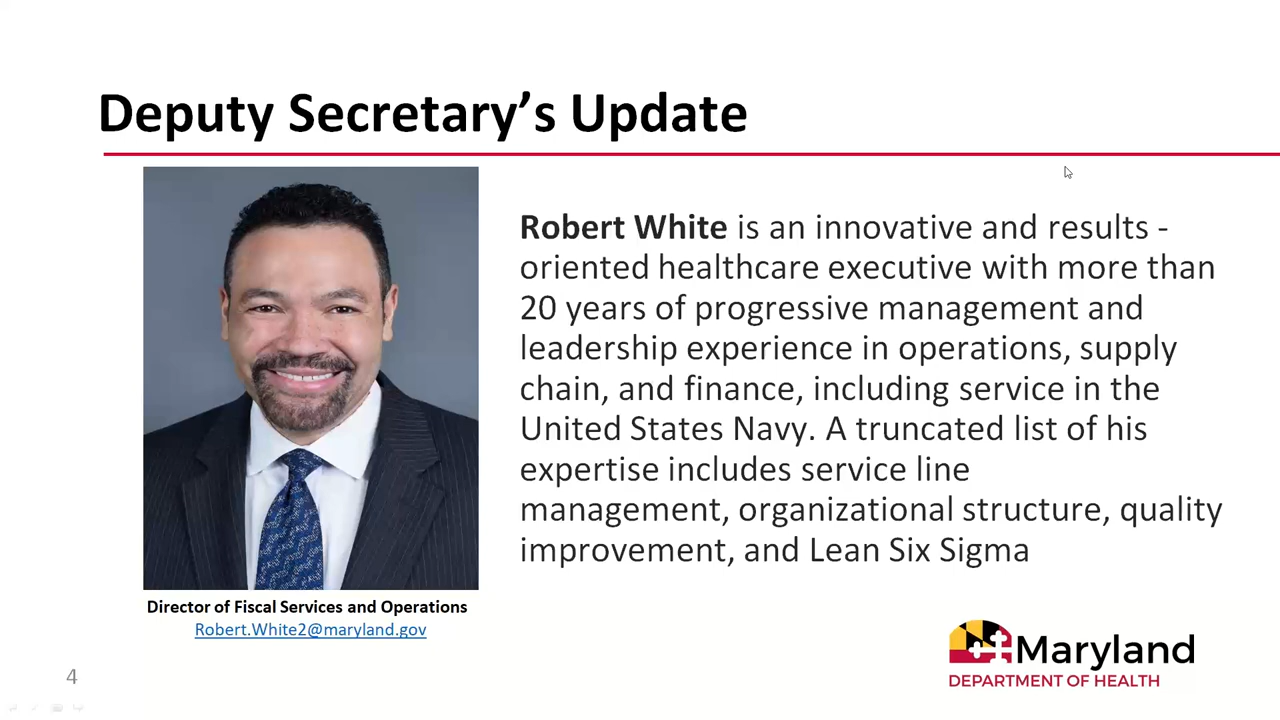 Deputy Secretary’s Update
Robert White is an innovative and results -
oriented healthcare executive with more than
20 years of progressive management and
leadership experience in operations, supply
chain, and finance, including service in the
United States Navy. A truncated list of his
expertise includes service line
management, organizational structure, quality
improvement, and Lean Six Sigma
Director of Fiscal Services and Operations
Robert.White2@maryland.gov
Maryland
DEPARTMENT OF HEALTH
4